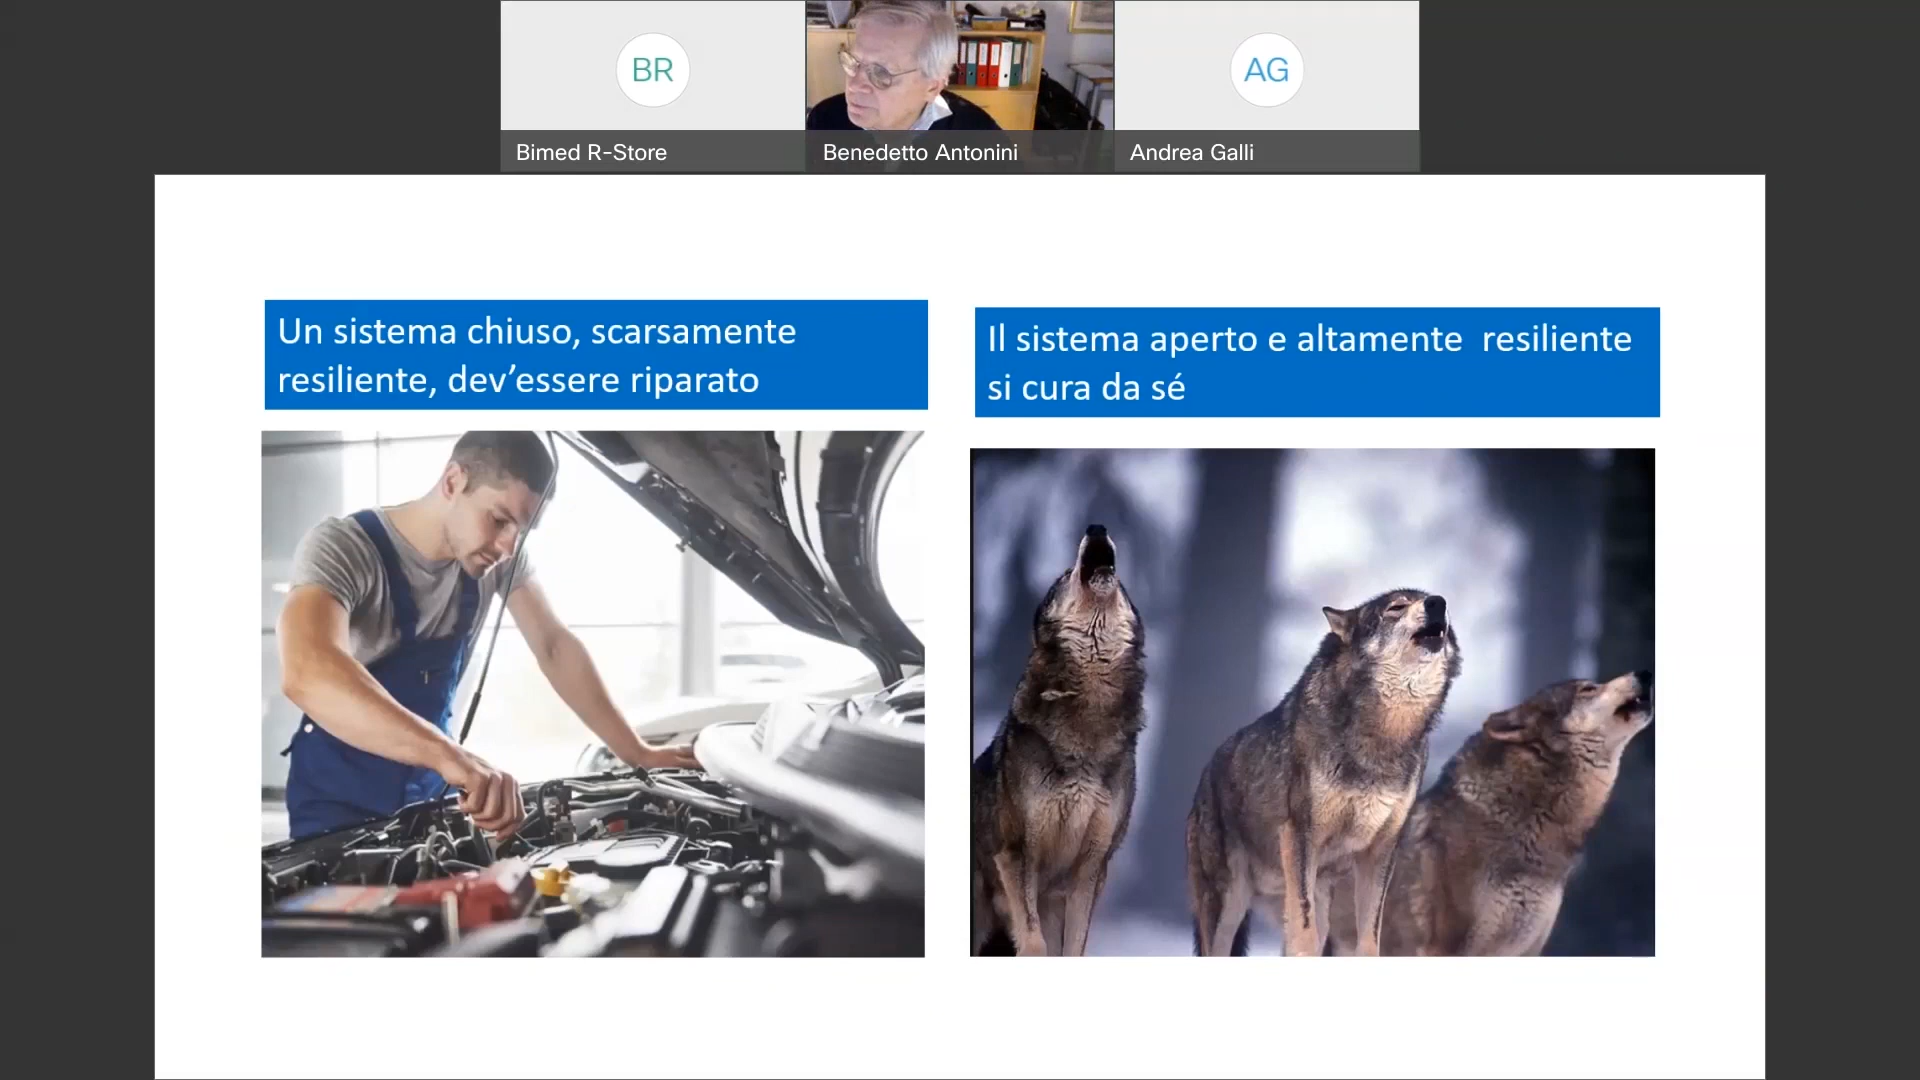 BR
AG
Bimed R-Store
Benedetto Antonini
Andrea Galli
Un sistema chiuso, scarsamente
resiliente, dev’essere riparato
Il sistema aperto e altamente  resiliente
si cura da sé